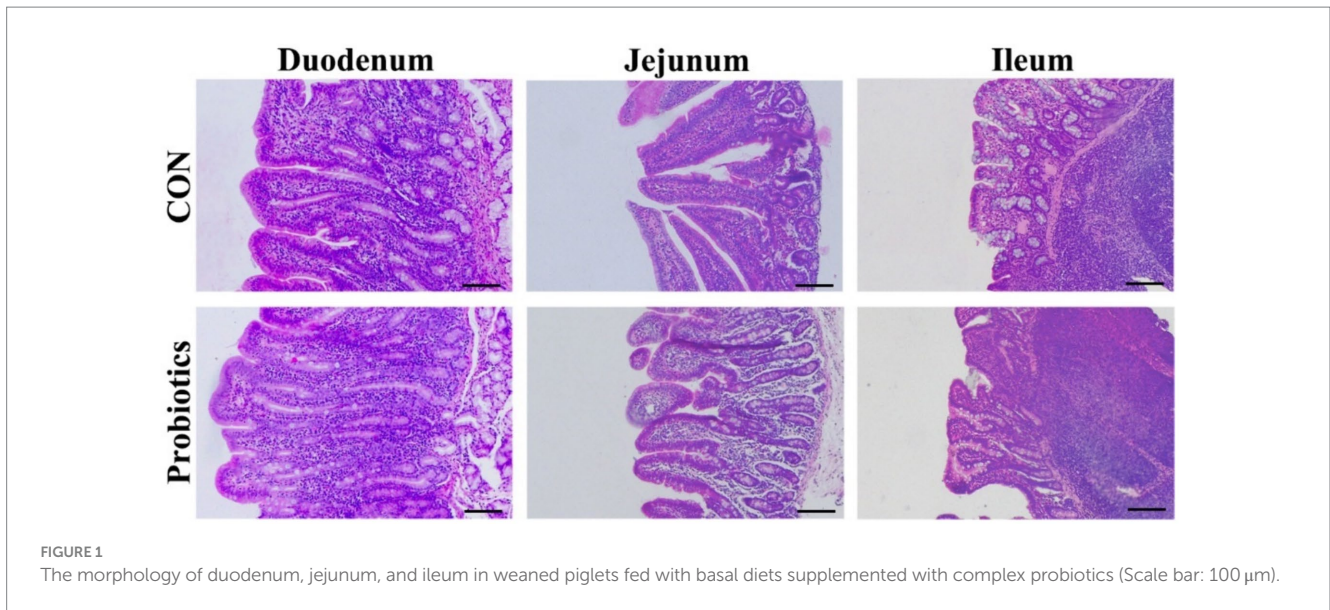 Duodenum Jejunum Ileum
CON
Probiotics
FIGURE 1
The morphology of duodenum, jejunum, and ileum in weaned piglets fed with basal diets supplemented with complex probiotics (Scale bar: 100 μm).